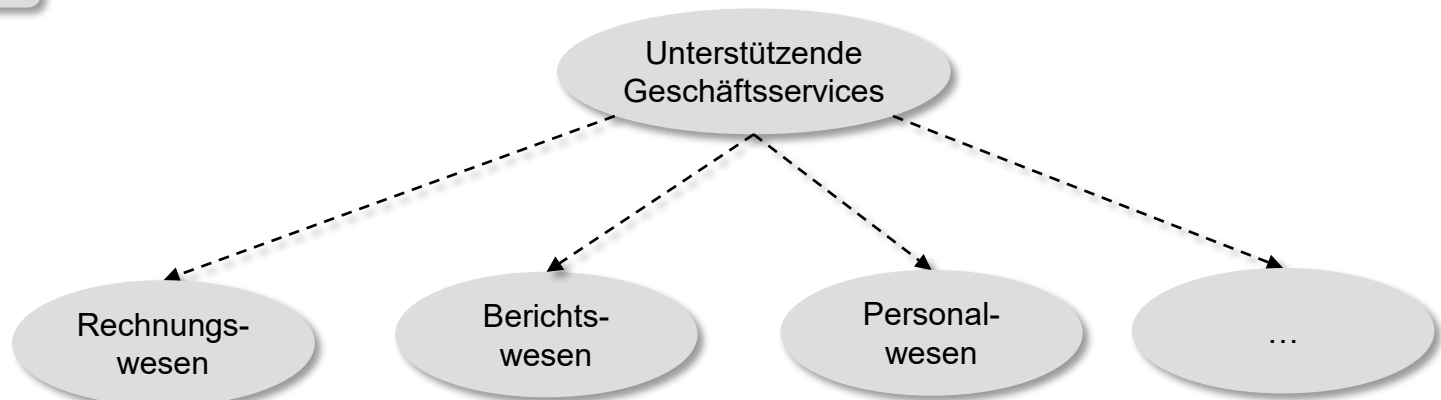 Unterstützende
Geschäftsservices
Rechnungs-
wesen
Berichts-
wesen
Personal-
wesen
…